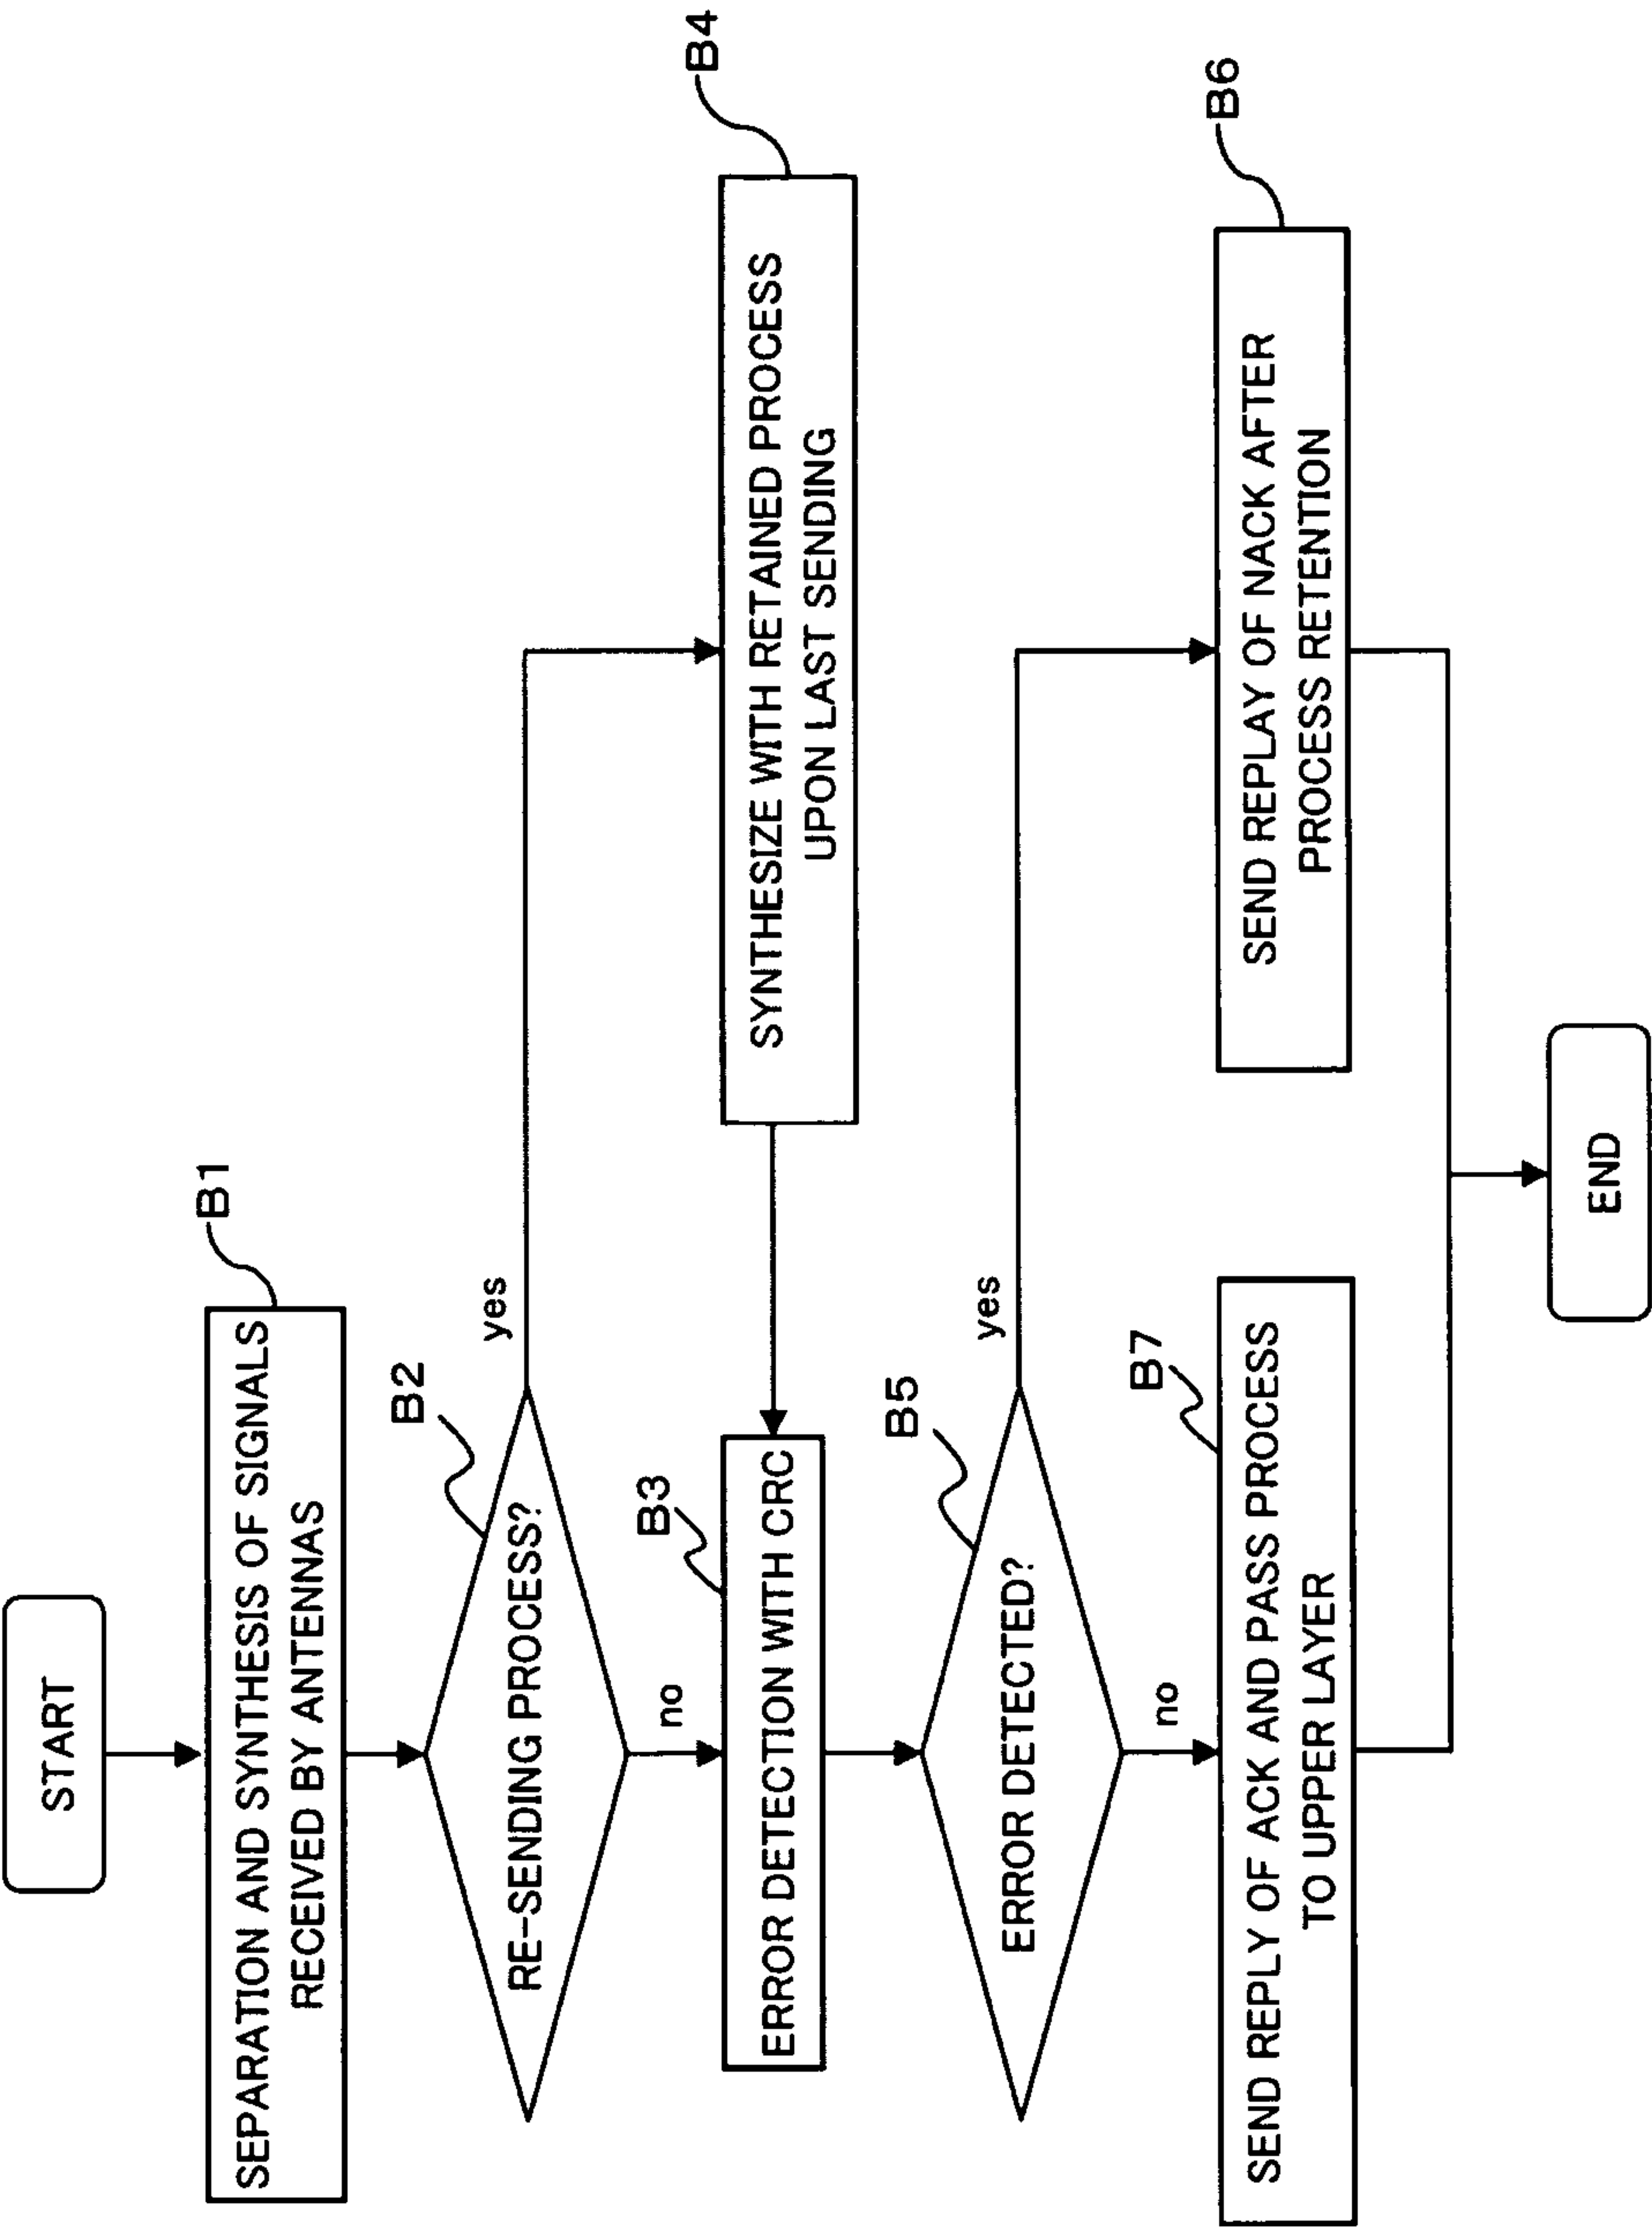 START
B1
SEPARATION AND SYNTHESIS OF SIGNALS
RECEIVED BY ANTENNAS
B2
RE-SENDING PROCESS?
yes
no
B4
SYNTHESIZE WITH RETAINED PROCESS
UPON LAST SENDING
B3
ERROR DETECTION WITH CRC
B5
ERROR DETECTED?
yes
no
B6
SEND REPLAY OF NACK AFTER
PROCESS RETENTION
B7
SEND REPLY OF ACK AND PASS PROCESS
TO UPPER LAYER
END